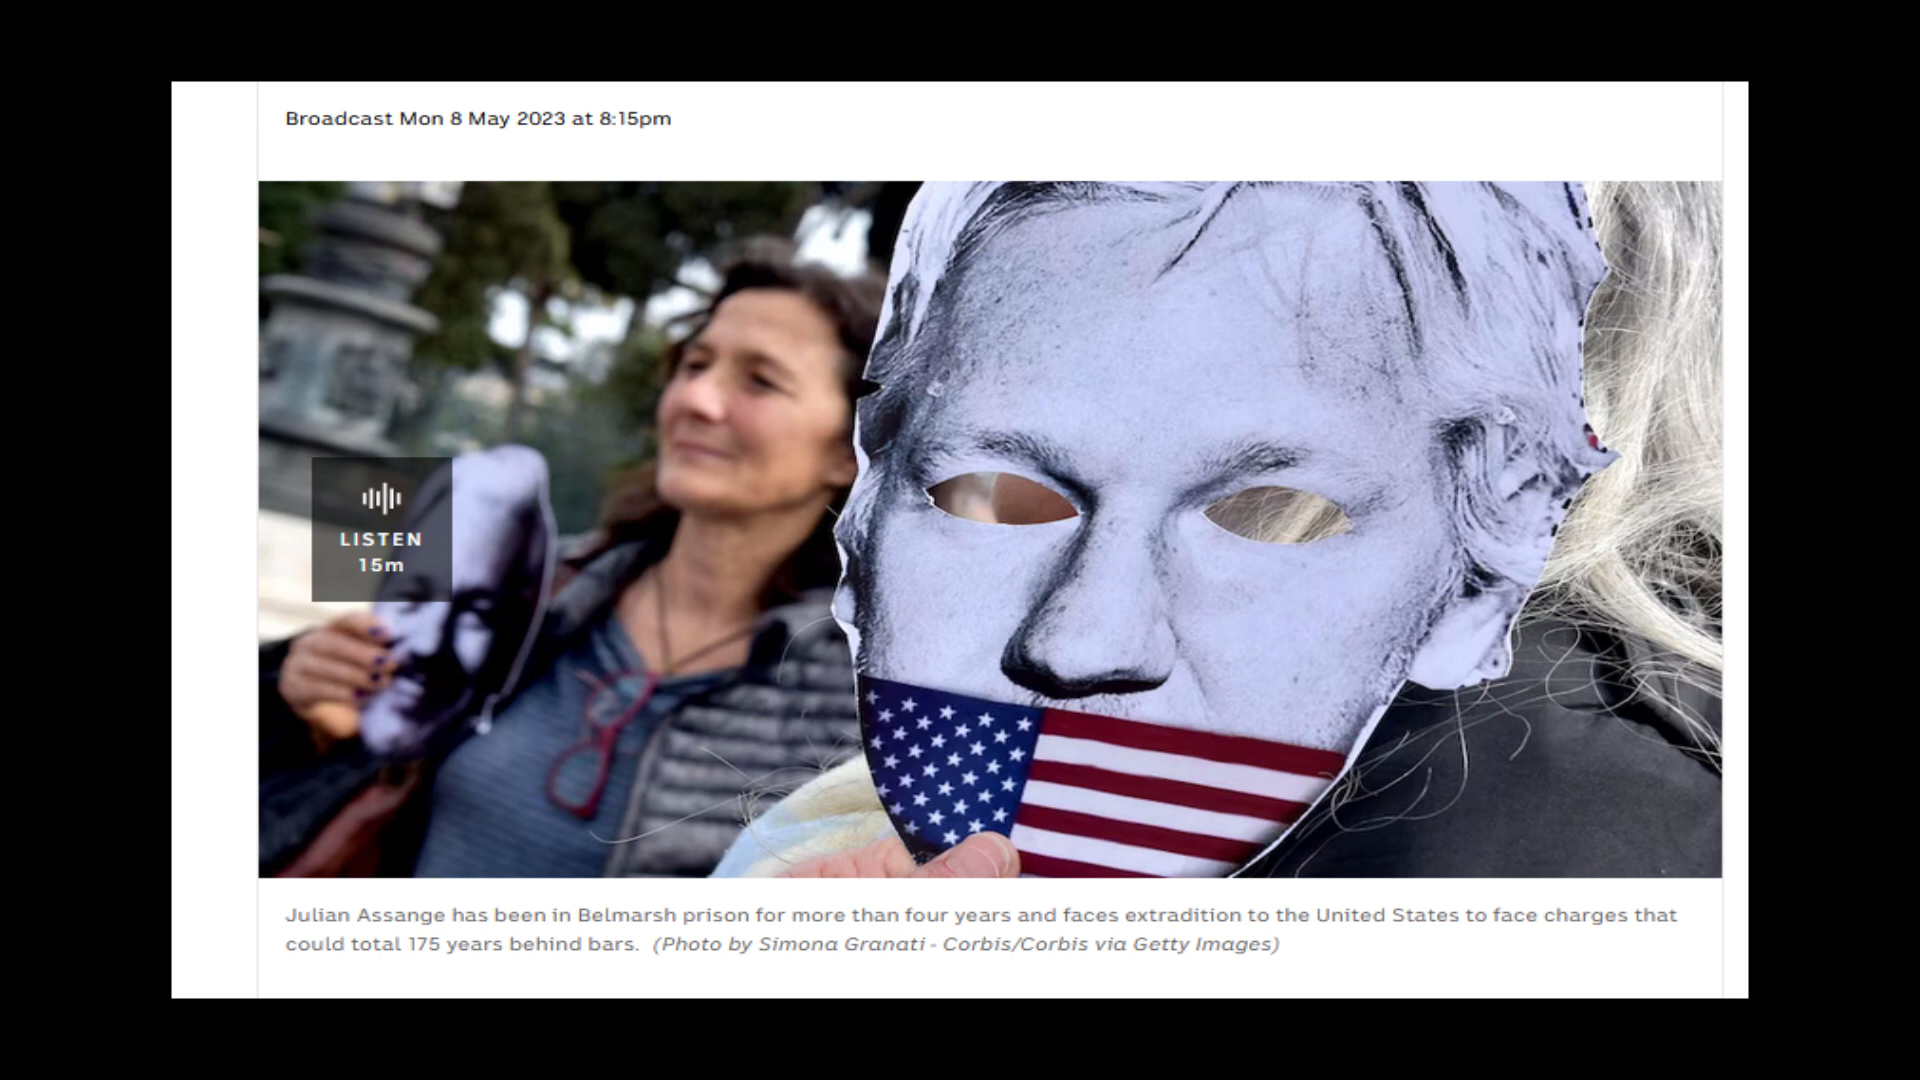 Broadcast Mon 8 May 2023 at 8:15pm
LISTEN
15m
Julian Assange has been in Belmarsh prison for more than four years and faces extradition to the United States to face charges that
could total 175 years behind bars. (Photo by Simona Granati - Corbis/Corbis via Getty Images)